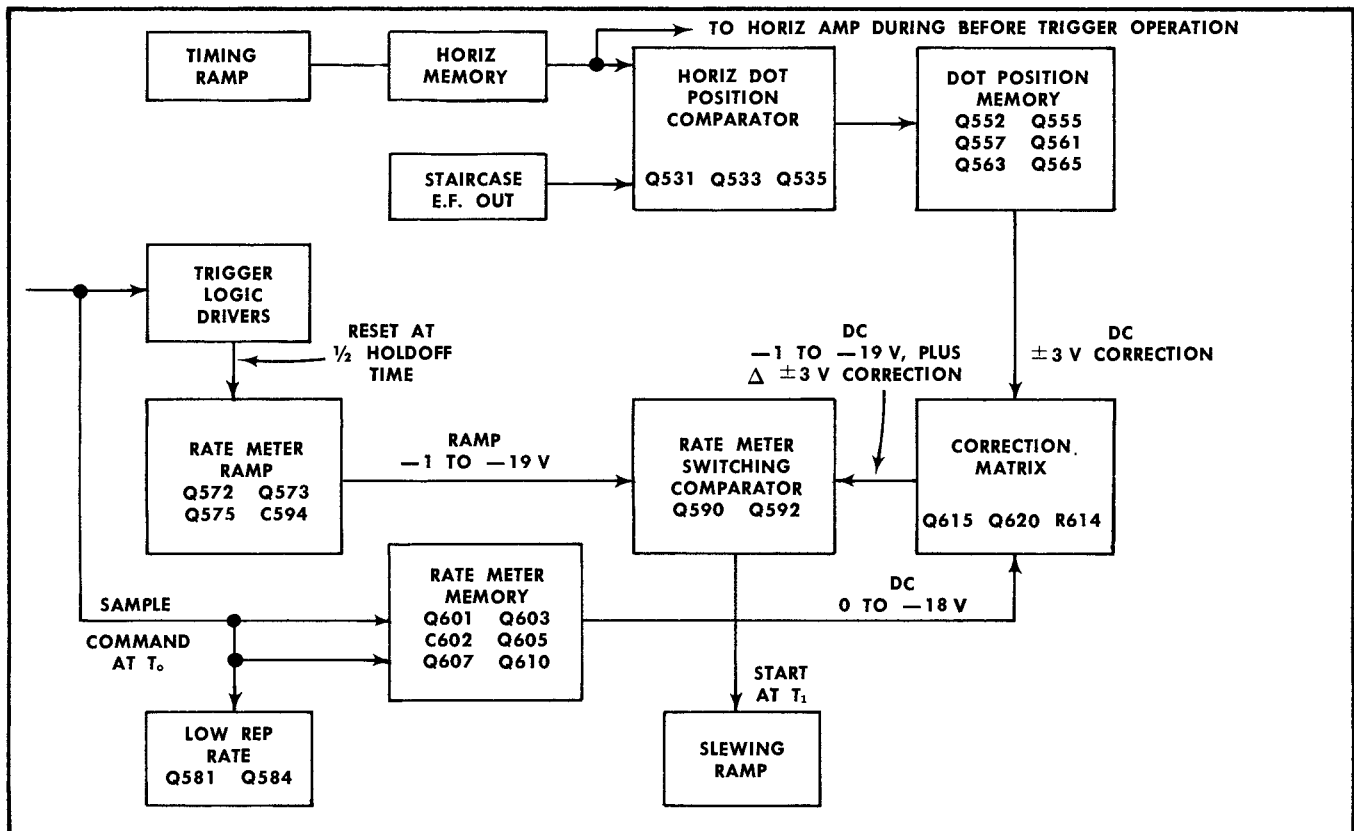 TO HORIZ AMP DURING BEFORE TRIGGER OPERATION
TIMING
RAMP
HORIZ
MEMORY
HORIZ DOT
POSITION
COMPARATOR
Q531 Q533 Q535
DOT POSITION
MEMORY
Q552 Q555
Q557 Q561
Q563 Q565
STAIRCASE
E.F. OUT
TRIGGER
LOGIC
DRIVERS
RESET AT
½ HOLDOFF
TIME
DC
—1 TO —19 V, PLUS
Δ ±3 V CORRECTION
DC
±3 V CORRECTION
RATE METER
RAMP
Q572 Q573
Q575 C594
RAMP
—1 TO —19 V
RATE METER
SWITCHING
COMPARATOR
Q590 Q592
CORRECTION.
MATRIX
Q615 Q620 R614
SAMPLE
COMMAND
AT T₀
RATE METER
MEMORY
Q601 Q603
C602 Q605
Q607 Q610
DC
0 TO —18 V
START
AT T₁
LOW REP
RATE
Q581 Q584
SLEWING
RAMP